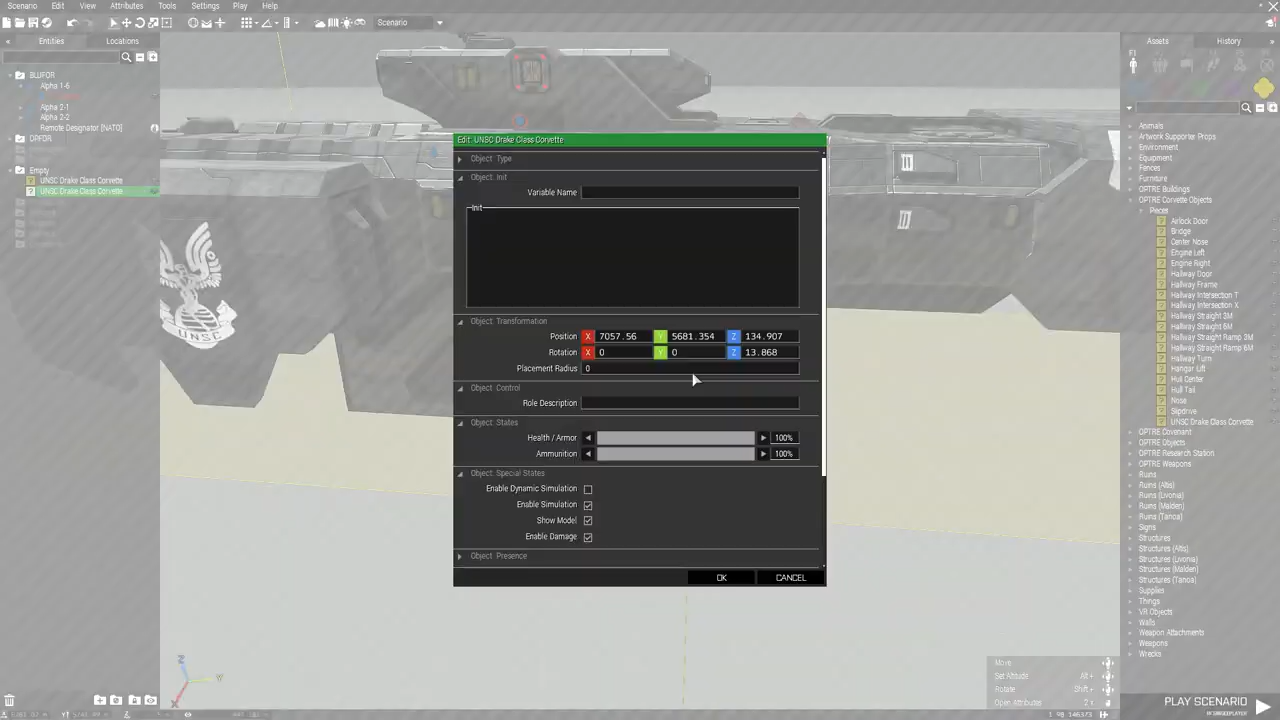 Scenario Edit View Attributes Tools Settings Play Help
Scenario
Entities Locations
BLUFOR
Alpha 1-6
Alpha 2-1
Alpha 2-2
Remote Designator [NATO]
OPFOR
Empty
UNSC Drake Class Corvette
UNSC Drake Class Corvette
UNSC
Edit: UNSC Drake Class Corvette
Object: Type
Object: Init
Variable Name
Init
Object: Transformation
Position X 7057.56 Y 5681.354 Z 134.907
Rotation X 0 Y 0 Z 13.868
Placement Radius 0
Object: Control
Role Description
Object: States
Health / Armor 100%
Ammunition 100%
Object: Special States
Enable Dynamic Simulation
Enable Simulation
Show Model
Enable Damage
Object: Presence
OK CANCEL
Assets History
F1
Animals
Artwork Supporter Props
Environment
Equipment
Fences
Furniture
OPTRE Buildings
OPTRE Corvette Objects
Pieces
Airlock Door
Bridge
Center Nose
Engine Left
Engine Right
Hallway Door
Hallway Frame
Hallway Intersection T
Hallway Intersection X
Hallway Straight 3M
Hallway Straight 6M
Hallway Straight Ramp 3M
Hallway Straight Ramp 6M
Hallway Turn
Hangar Lift
Hull Center
Hull Tail
Nose
Slipdrive
UNSC Drake Class Corvette
OPTRE Covenant
OPTRE Objects
OPTRE Research Station
OPTRE Weapons
Ruins
Ruins (Altis)
Ruins (Livonia)
Ruins (Malden)
Ruins (Tanoa)
Signs
Structures
Structures (Altis)
Structures (Livonia)
Structures (Malden)
Structures (Tanoa)
Supplies
Things
VR Objects
Walls
Weapon Attachments
Weapons
Wrecks
Move
Set Altitude Alt+
Rotate Shift+
Open Attributes 2
PLAY SCENARIO
IN SINGLEPLAYER
Z
Y
X